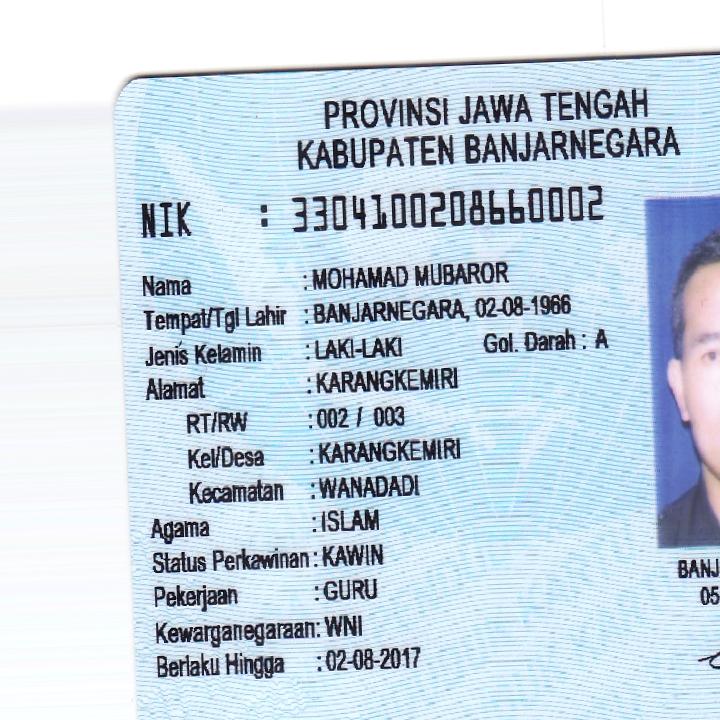 PROVINSI JAWA TENGAH
KABUPATEN BANJARNEGARA
NIK : 3304100208660002
Nama : MOHAMAD MUBAROR
Tempat/Tgl Lahir : BANJARNEGARA, 02-08-1966
Jenis Kelamin : LAKI-LAKI Gol. Darah : A
Alamat : KARANGKEMIRI
RT/RW : 002 / 003
Kel/Desa : KARANGKEMIRI
Kecamatan : WANADADI
Agama : ISLAM
Status Perkawinan : KAWIN
Pekerjaan : GURU
Kewarganegaraan: WNI
Berlaku Hingga : 02-08-2017
BANJ
05